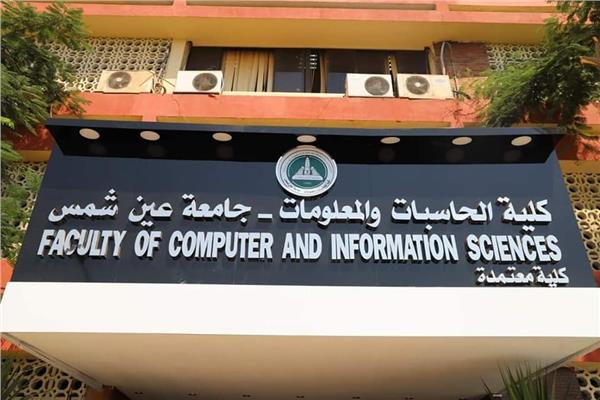 كلية الحاسبات والمعلومات - جامعة عين شمس
FACULTY OF COMPUTER AND INFORMATION SCIENCES
كلية معتمدة